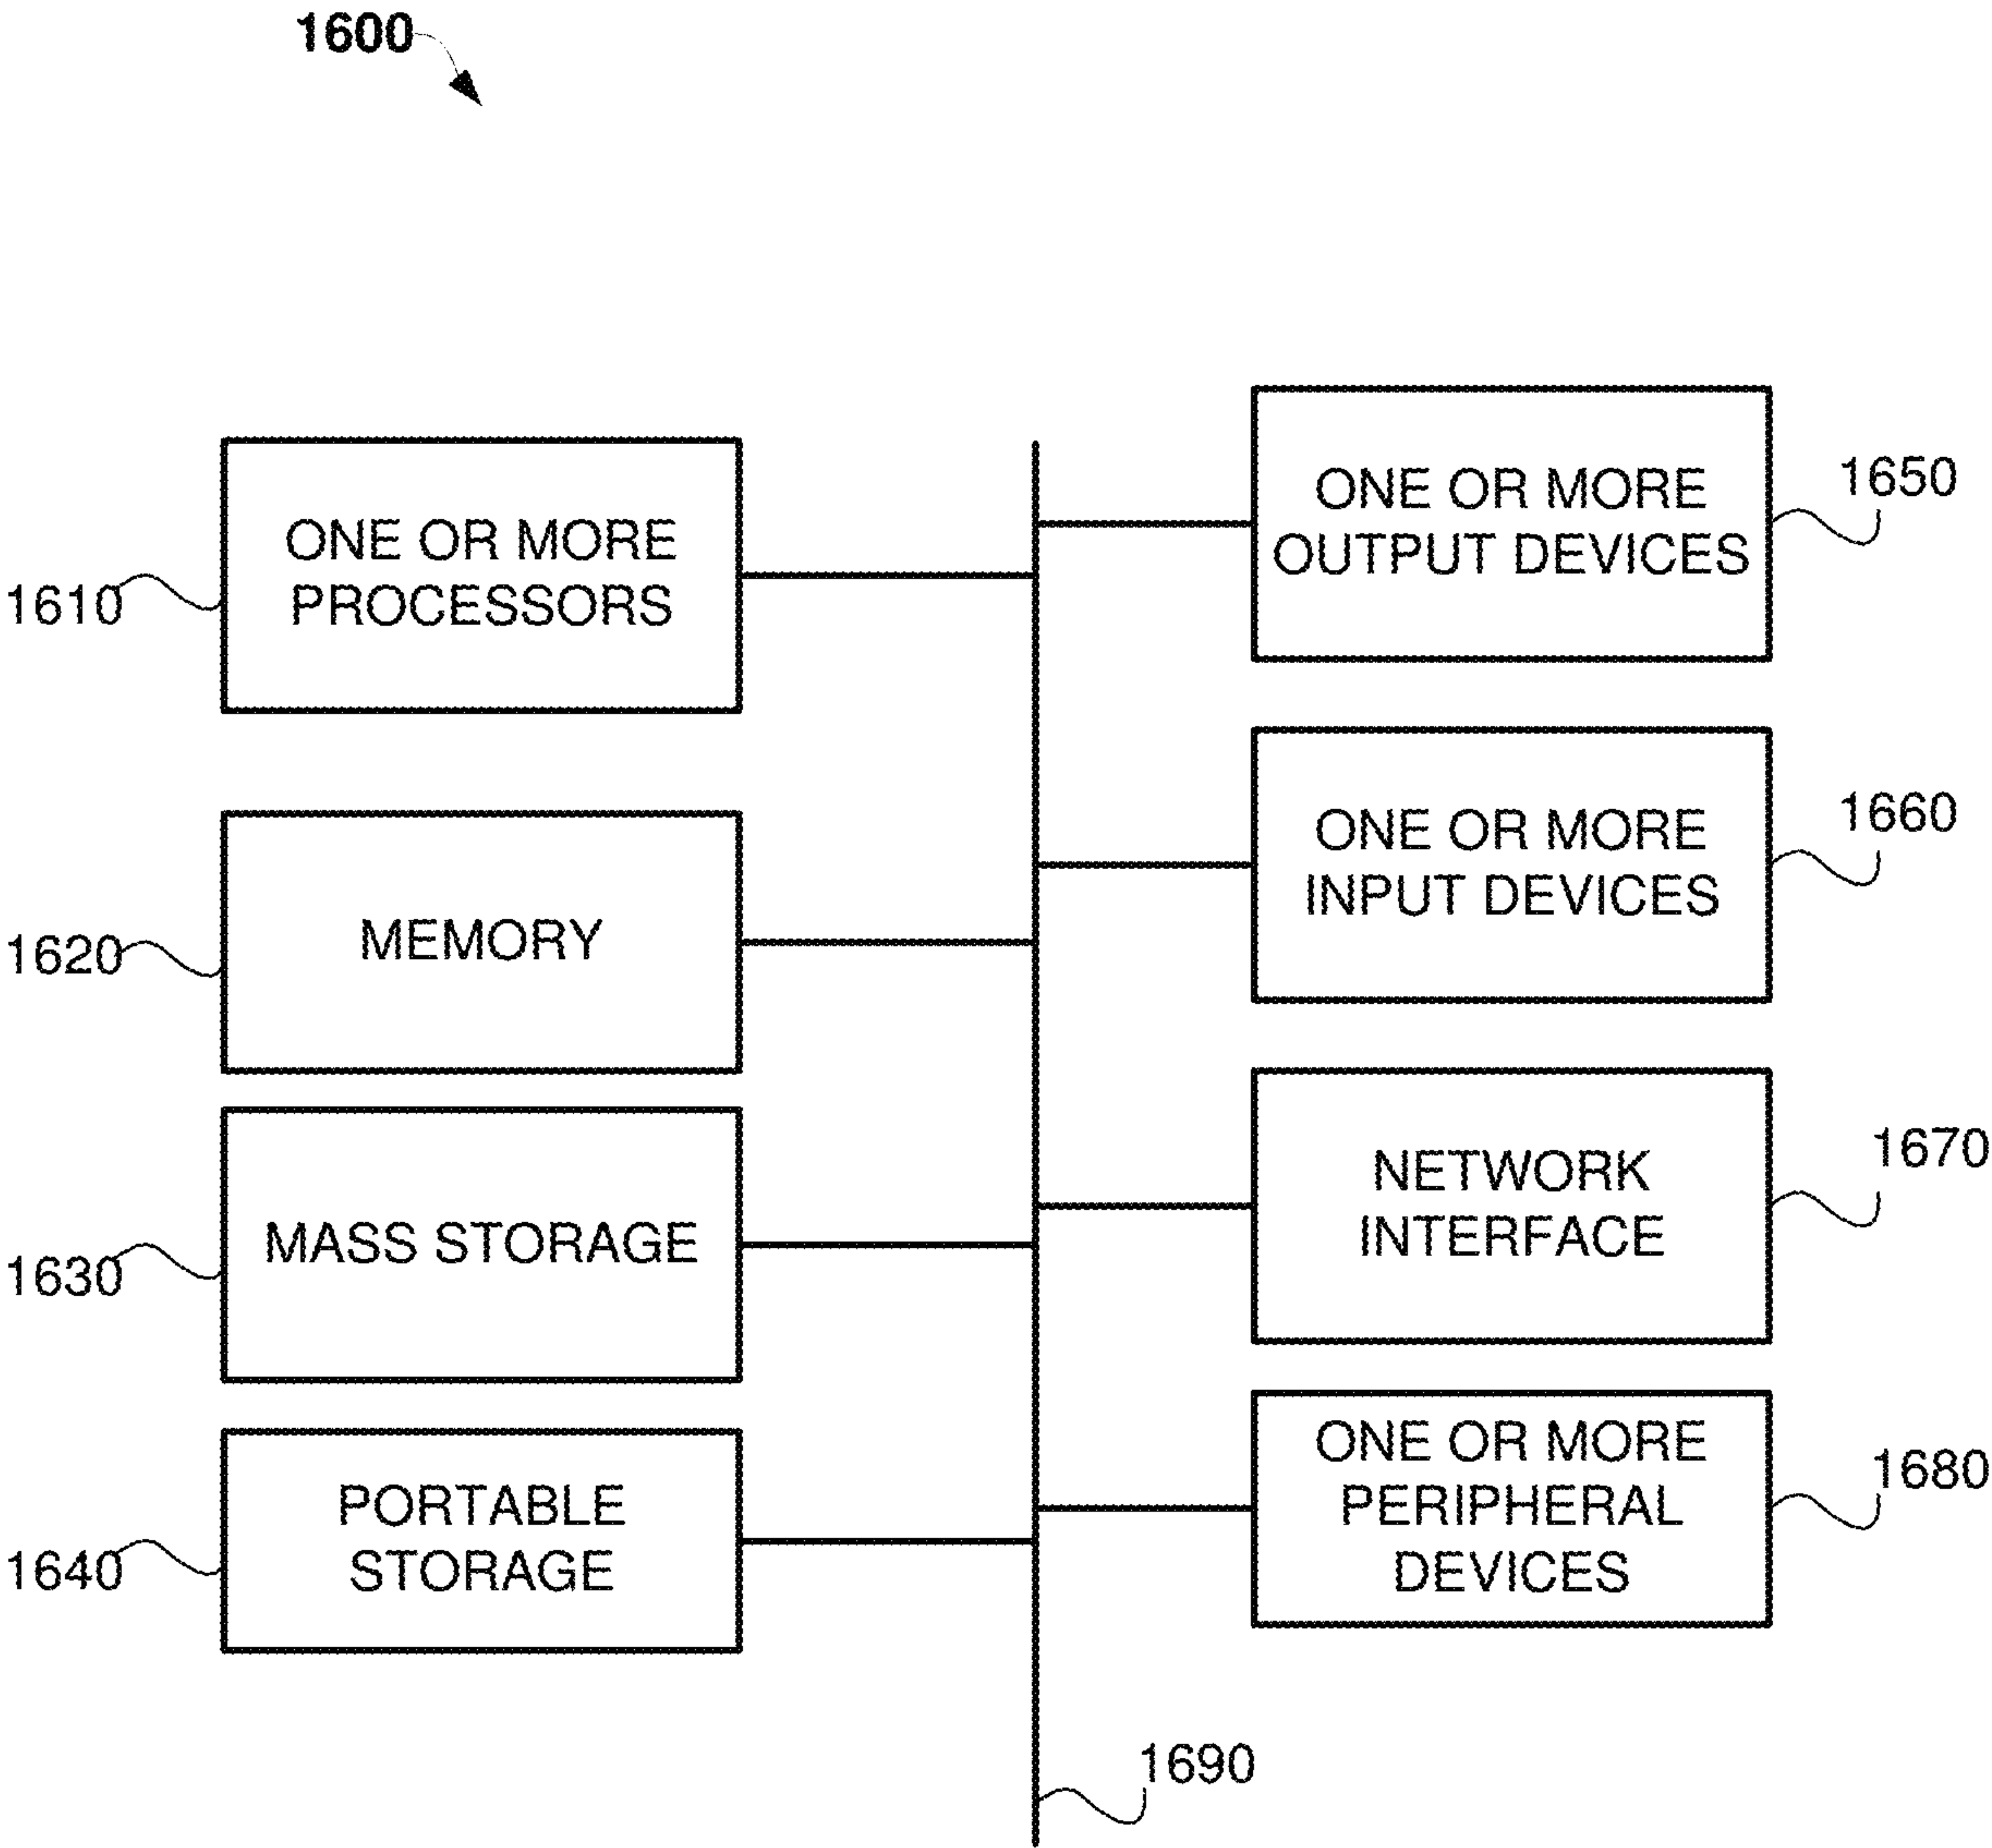 1600
ONE OR MORE
PROCESSORS
1610
MEMORY
1620
MASS STORAGE
1630
PORTABLE
STORAGE
1640
ONE OR MORE
OUTPUT DEVICES
1650
ONE OR MORE
INPUT DEVICES
1660
NETWORK
INTERFACE
1670
ONE OR MORE
PERIPHERAL
DEVICES
1680
1690